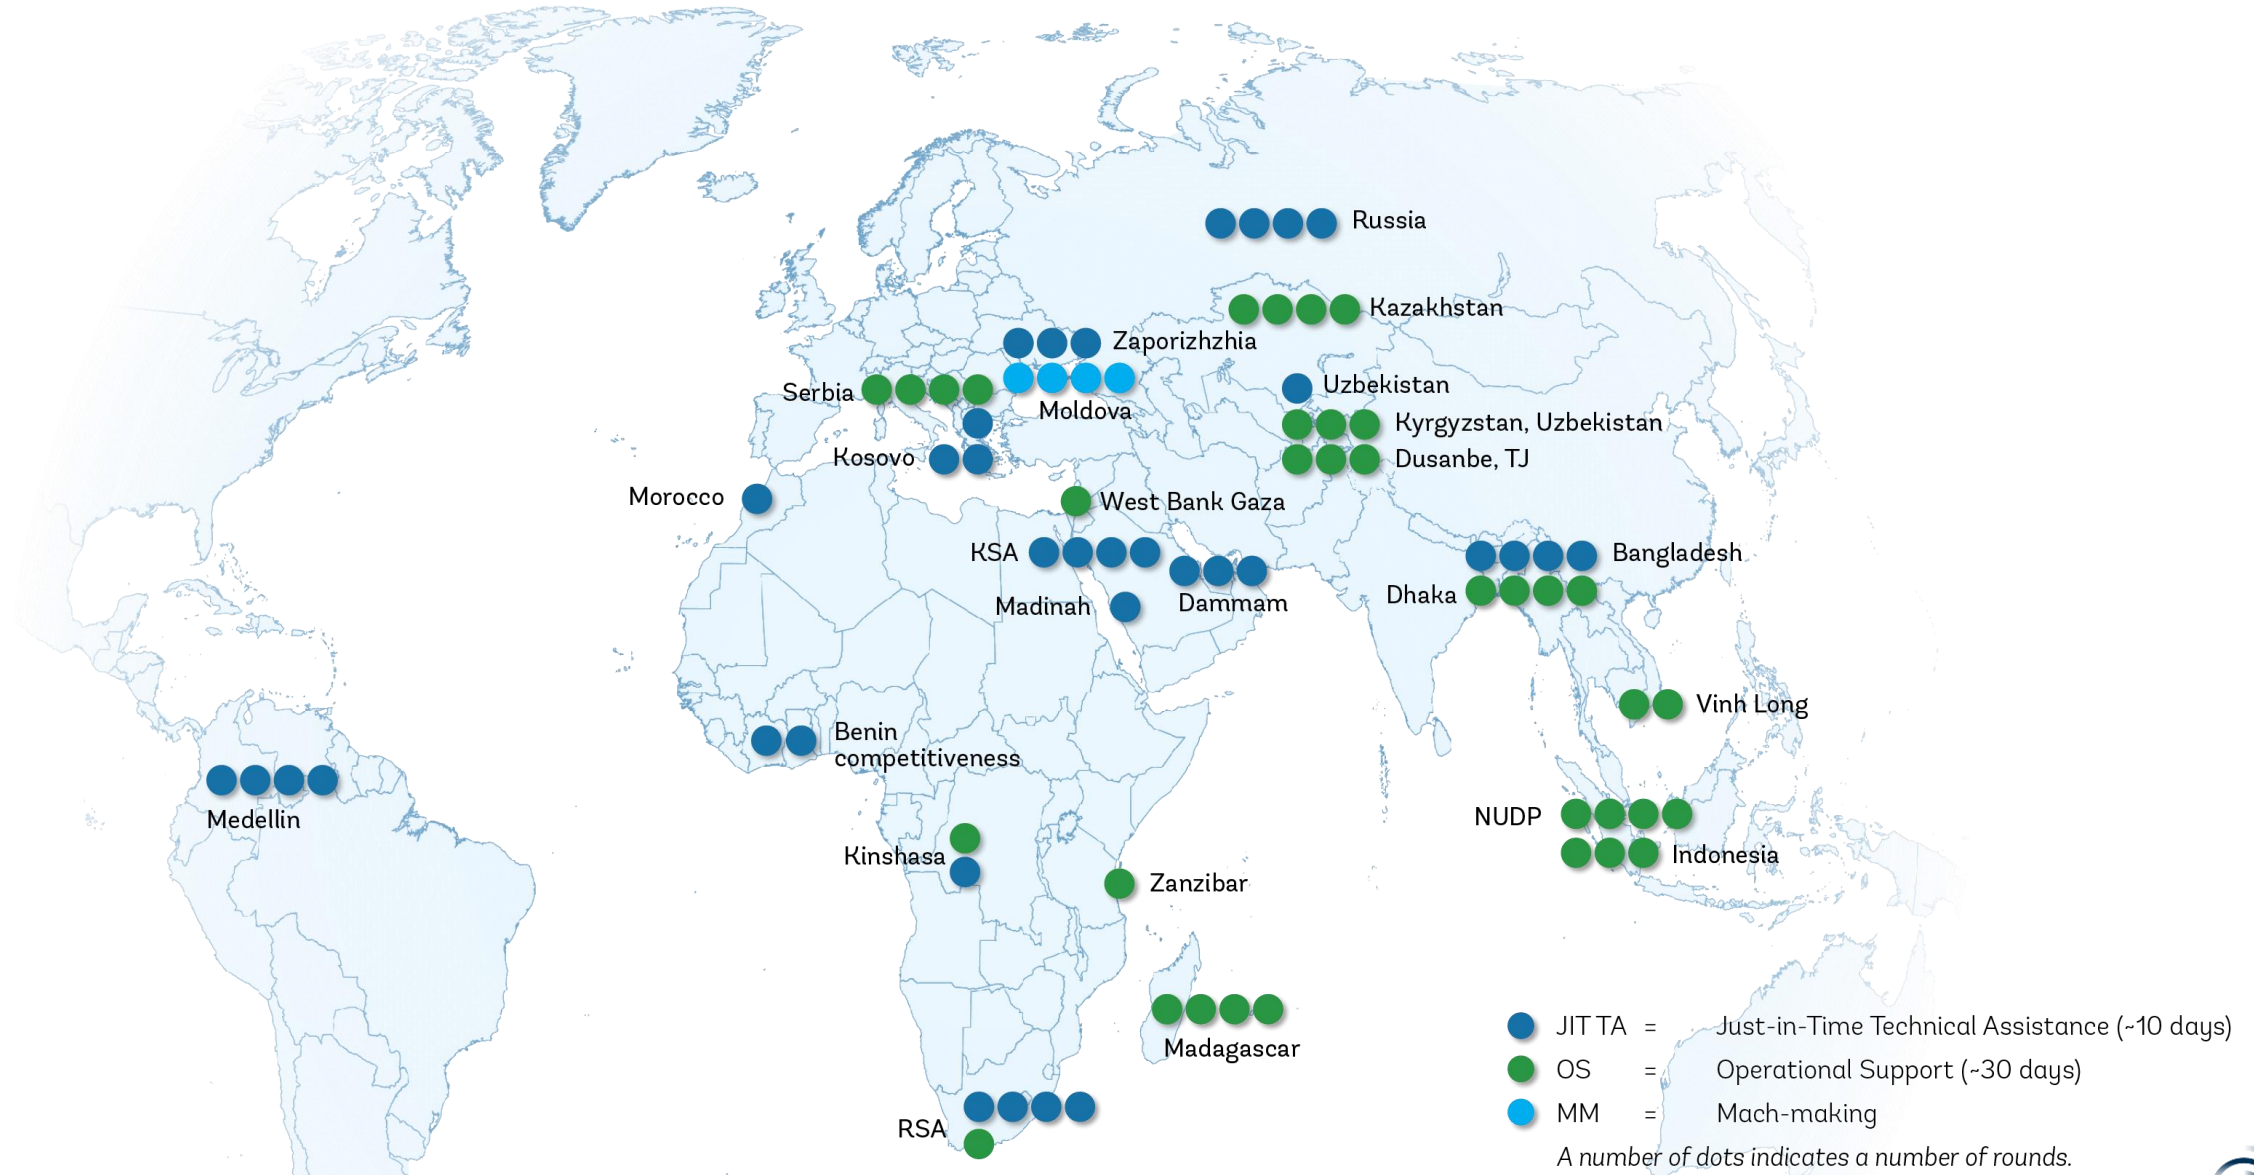 Russia
Kazakhstan
Zaporizhzhia
Serbia
Moldova
Uzbekistan
Kyrgyzstan, Uzbekistan
Kosovo
Dusanbe, TJ
Morocco
West Bank Gaza
KSA
Bangladesh
Madinah
Dammam
Dhaka
Vinh Long
Benin
competitiveness
Medellin
NUDP
Kinshasa
Indonesia
Zanzibar
Madagascar
RSA
JIT TA = Just-in-Time Technical Assistance (~10 days)
OS = Operational Support (~30 days)
MM = Mach-making
A number of dots indicates a number of rounds.